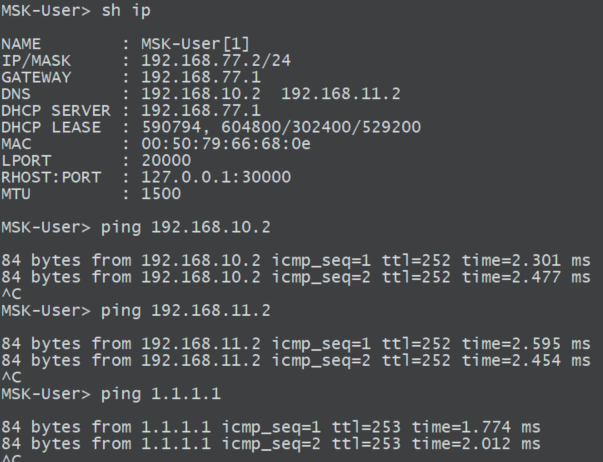 MSK-User> sh ip
NAME : MSK-User[1]
IP/MASK : 192.168.77.2/24
GATEWAY : 192.168.77.1
DNS : 192.168.10.2 192.168.11.2
DHCP SERVER : 192.168.77.1
DHCP LEASE : 590794, 604800/302400/529200
MAC : 00:50:79:66:68:0e
LPORT : 20000
RHOST:PORT : 127.0.0.1:30000
MTU : 1500
MSK-User> ping 192.168.10.2
84 bytes from 192.168.10.2 icmp_seq=1 ttl=252 time=2.301 ms
84 bytes from 192.168.10.2 icmp_seq=2 ttl=252 time=2.477 ms
^C
MSK-User> ping 192.168.11.2
84 bytes from 192.168.11.2 icmp_seq=1 ttl=252 time=2.595 ms
84 bytes from 192.168.11.2 icmp_seq=2 ttl=252 time=2.454 ms
^C
MSK-User> ping 1.1.1.1
84 bytes from 1.1.1.1 icmp_seq=1 ttl=253 time=1.774 ms
84 bytes from 1.1.1.1 icmp_seq=2 ttl=253 time=2.012 ms
^C